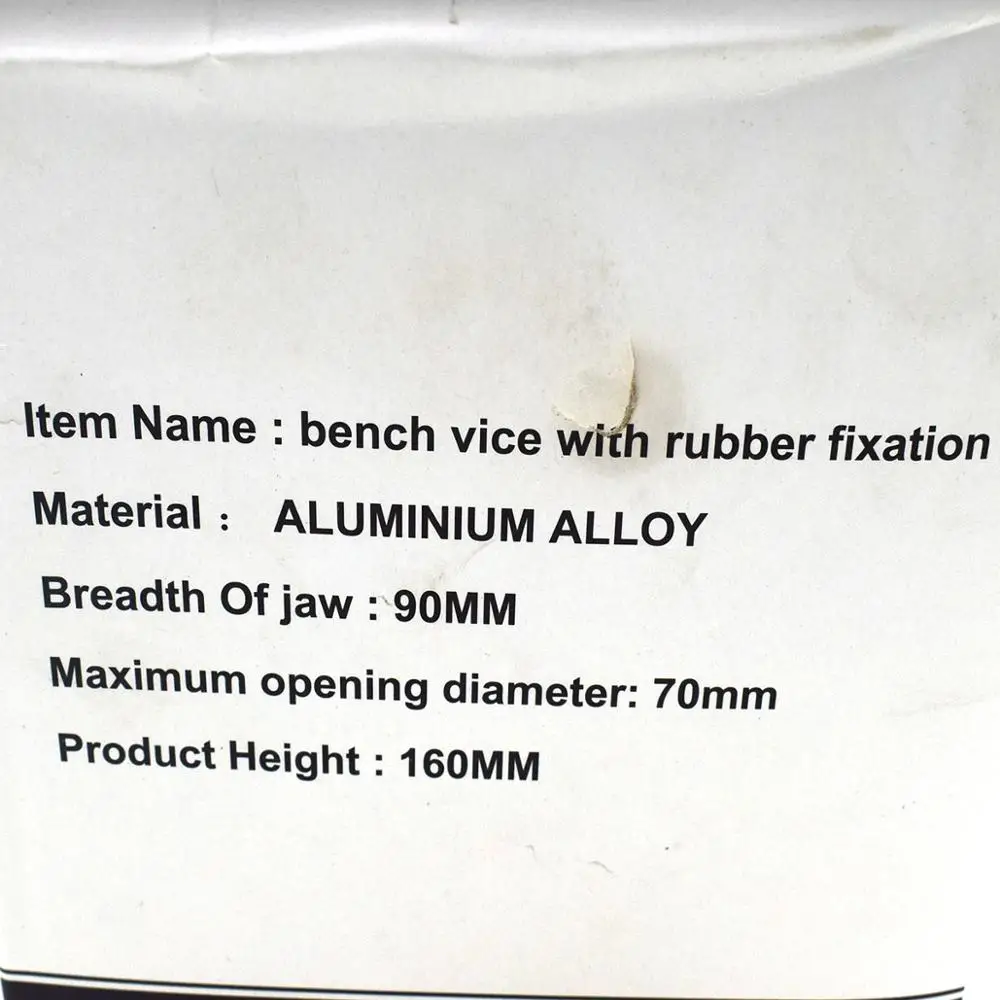 Item Name : bench vice with rubber fixation
Material : ALUMINIUM ALLOY
Breadth Of jaw : 90MM
Maximum opening diameter: 70mm
Product Height : 160MM